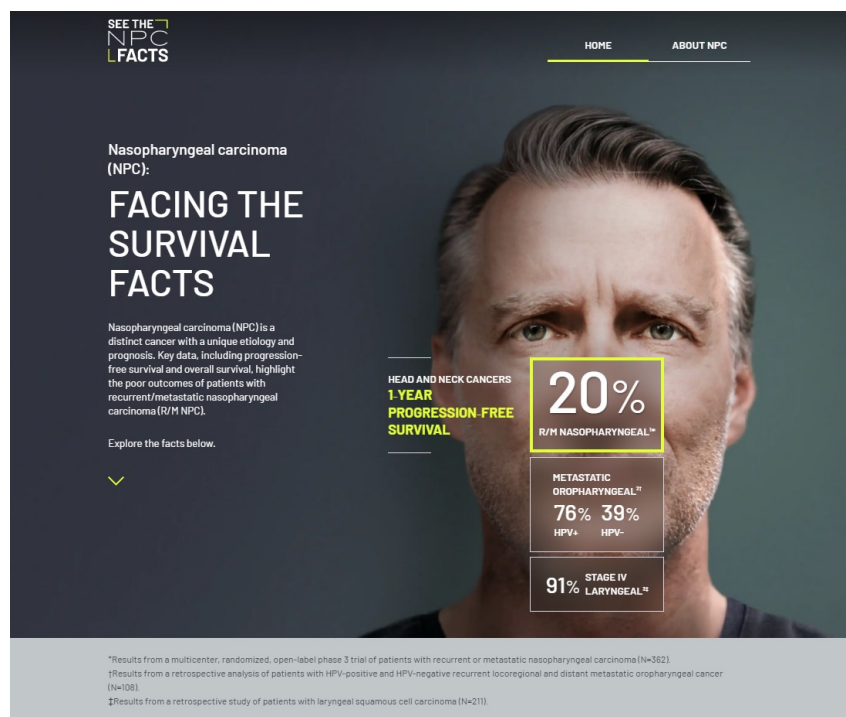 SEE THE
NPC
FACTS
HOME
ABOUT NPC
Nasopharyngeal carcinoma
(NPC):
FACING THE
SURVIVAL
FACTS
Nasopharyngeal carcinoma (NPC) is a
distinct cancer with a unique etiology and
prognosis. Key data, including progression-
free survival and overall survival, highlight
the poor outcomes of patients with
recurrent/metastatic nasopharyngeal
carcinoma (R/M NPC).
Explore the facts below.
HEAD AND NECK CANCERS
1-YEAR
PROGRESSION-FREE
SURVIVAL
20%
R/M NASOPHARYNGEAL¹*
METASTATIC
OROPHARYNGEAL²†
76% 39%
HPV+ HPV-
91% STAGE IV
LARYNGEAL³‡
*Results from a multicenter, randomized, open-label phase 3 trial of patients with recurrent or metastatic nasopharyngeal carcinoma (N=362).
†Results from a retrospective analysis of patients with HPV-positive and HPV-negative recurrent locoregional and distant metastatic oropharyngeal cancer
(N=108).
‡Results from a retrospective study of patients with laryngeal squamous cell carcinoma (N=211).